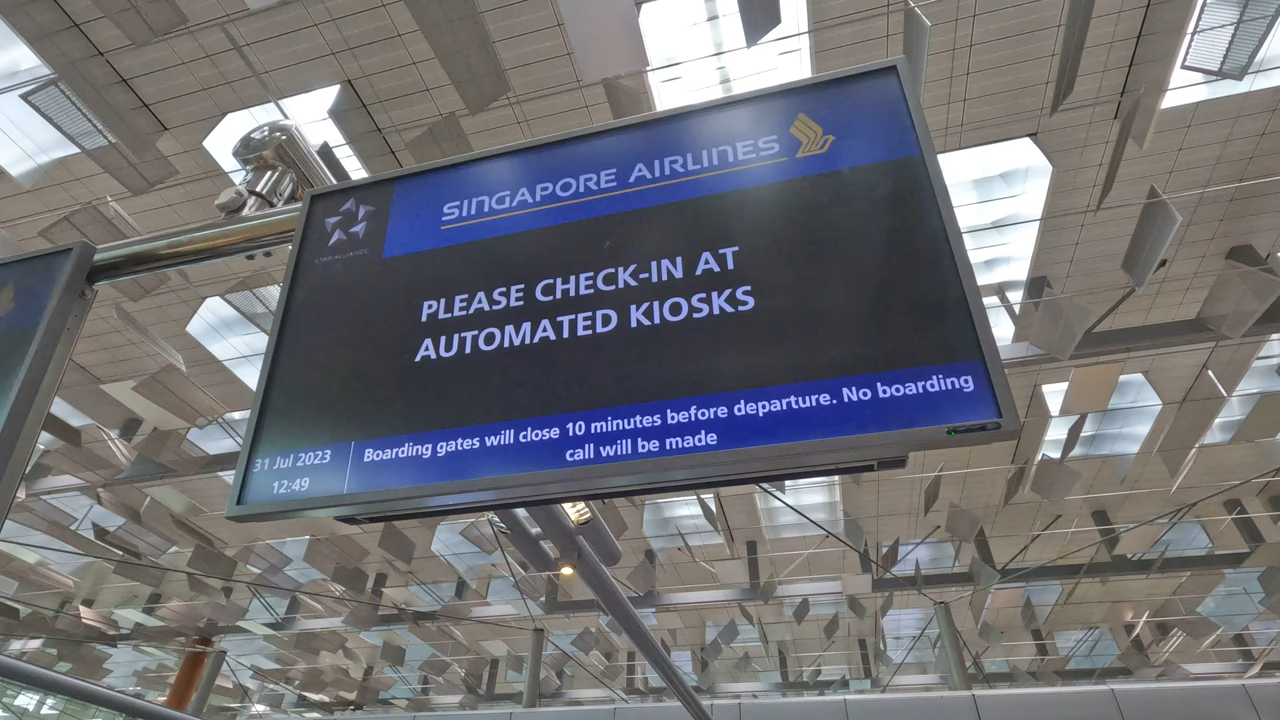 STAR ALLIANCE
SINGAPORE AIRLINES
PLEASE CHECK-IN AT
AUTOMATED KIOSKS
31 Jul 2023
12:49
Boarding gates will close 10 minutes before departure. No boarding
call will be made